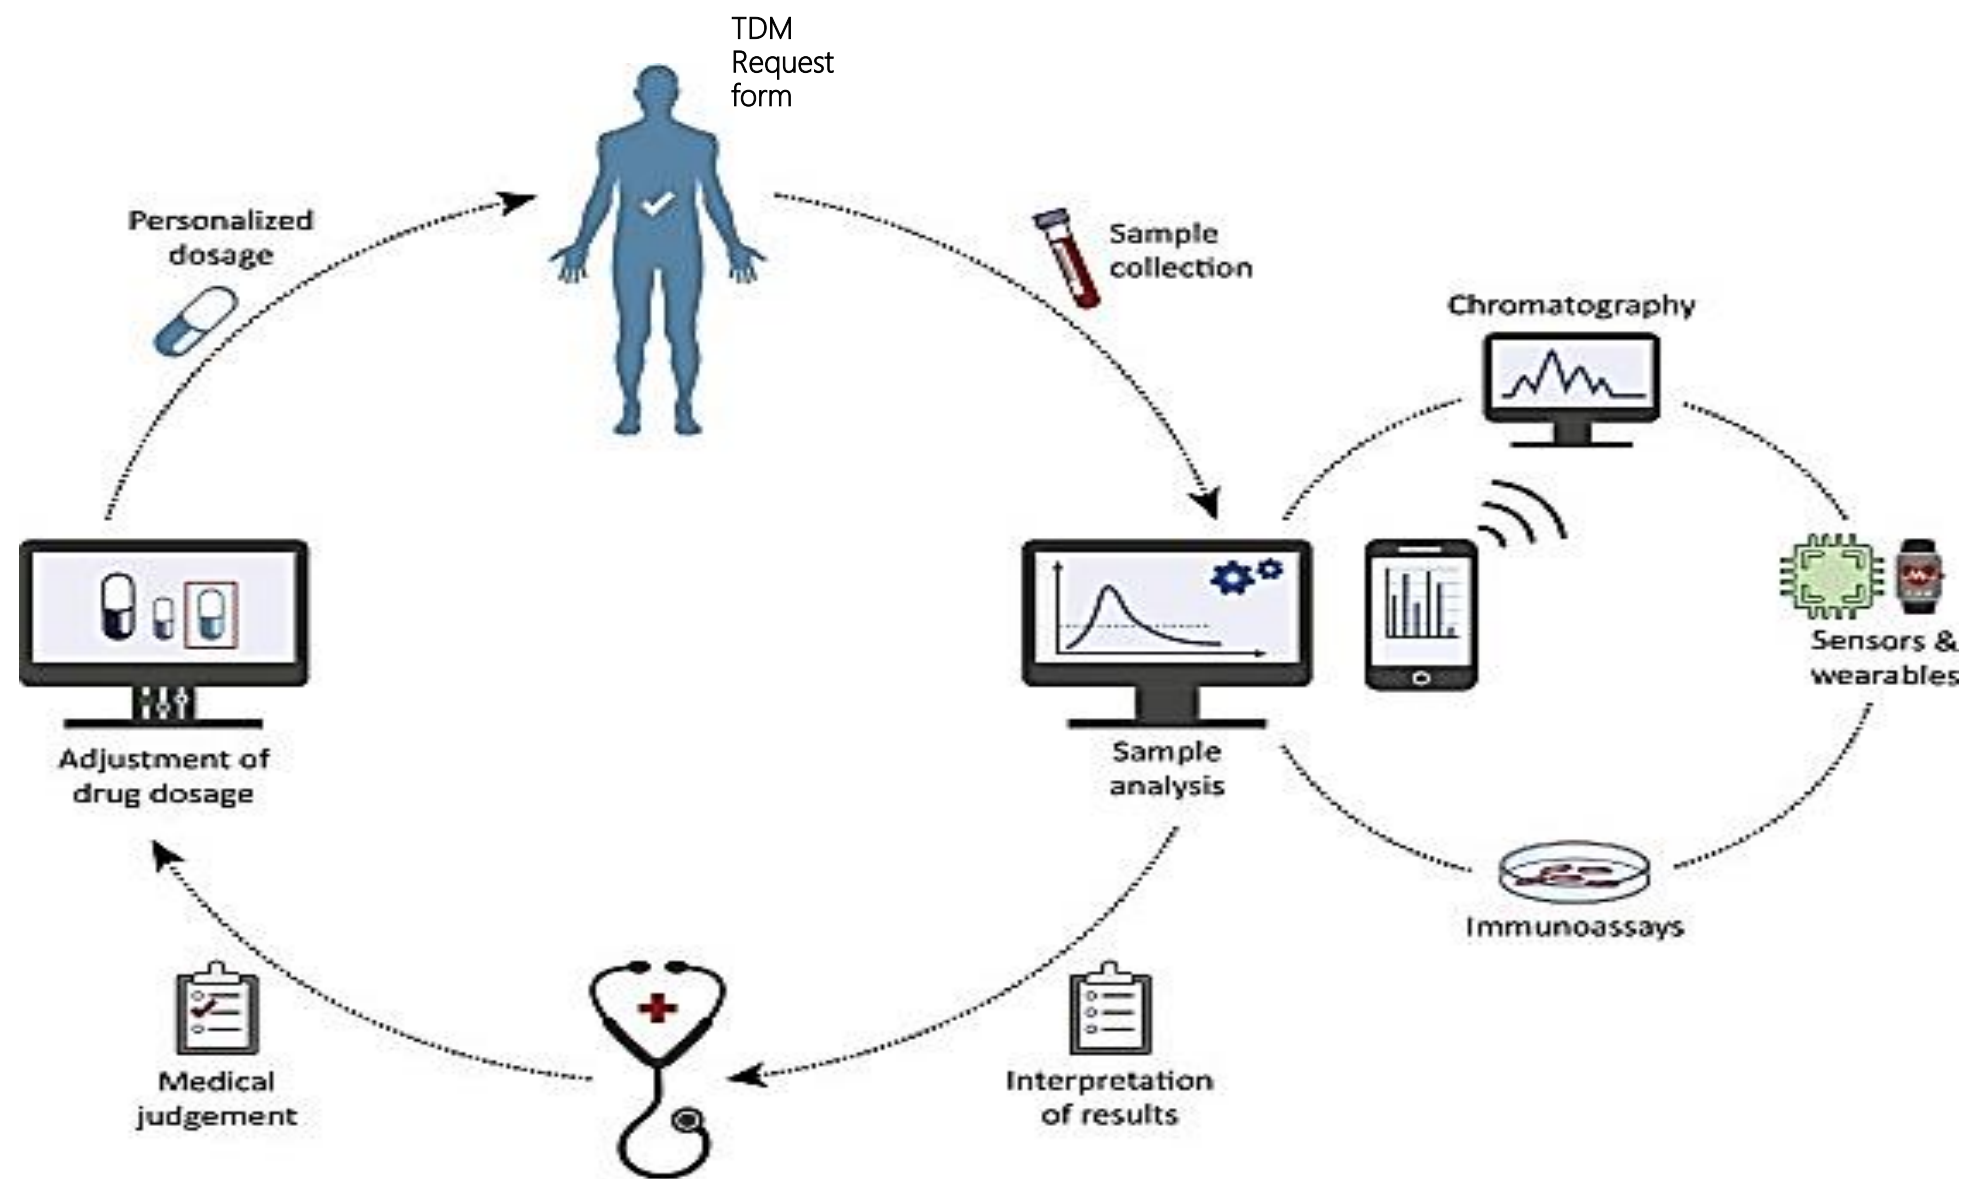 TDM
Request
form
Personalized
dosage
Sample
collection
Chromatography
Sensors &
wearables
Adjustment of
drug dosage
Sample
analysis
Immunoassays
Medical
judgement
Interpretation
of results